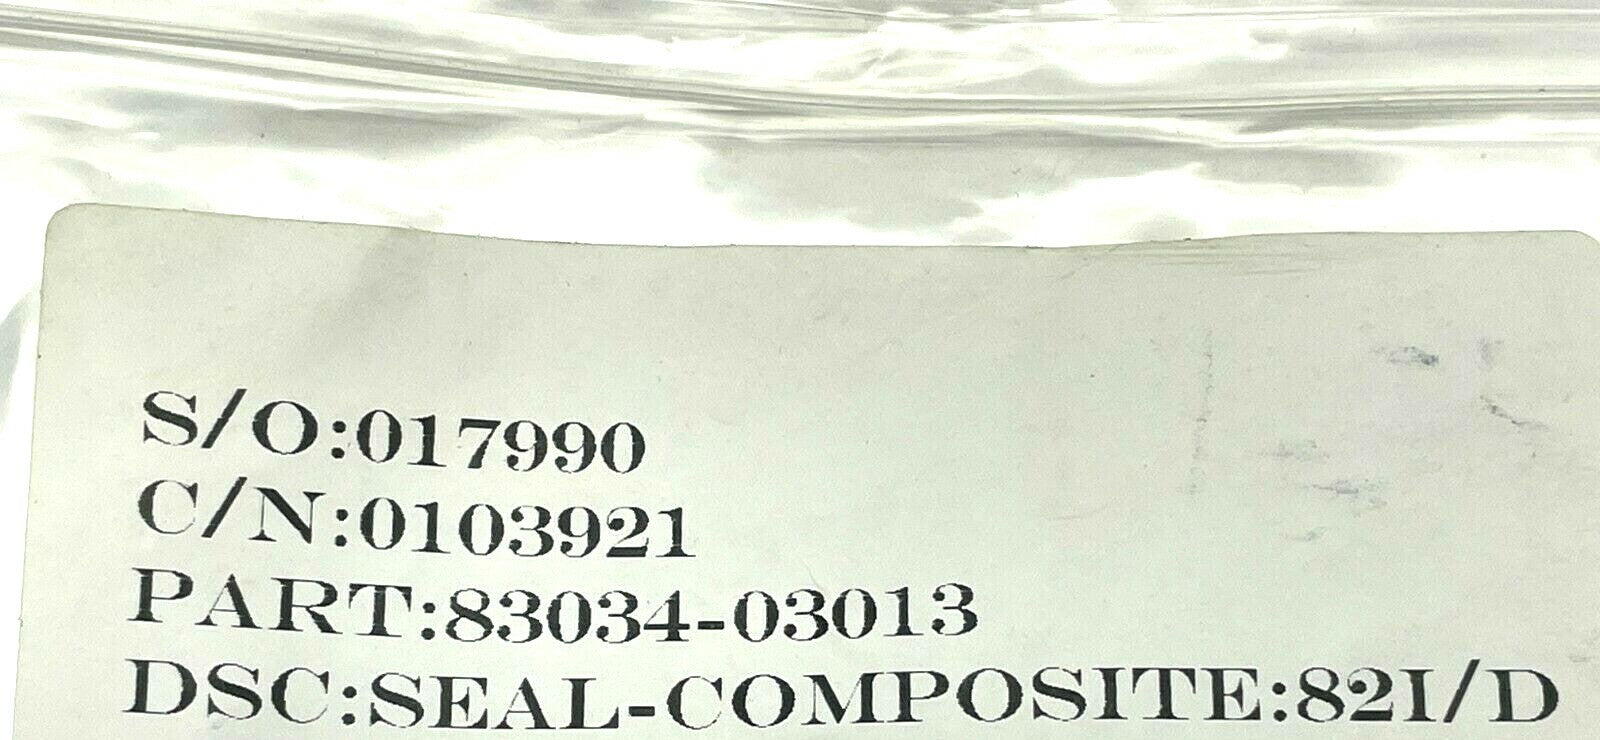 S/O:017990
C/N:0103921
PART:83034-03013
DSC:SEAL-COMPOSITE:82I/D